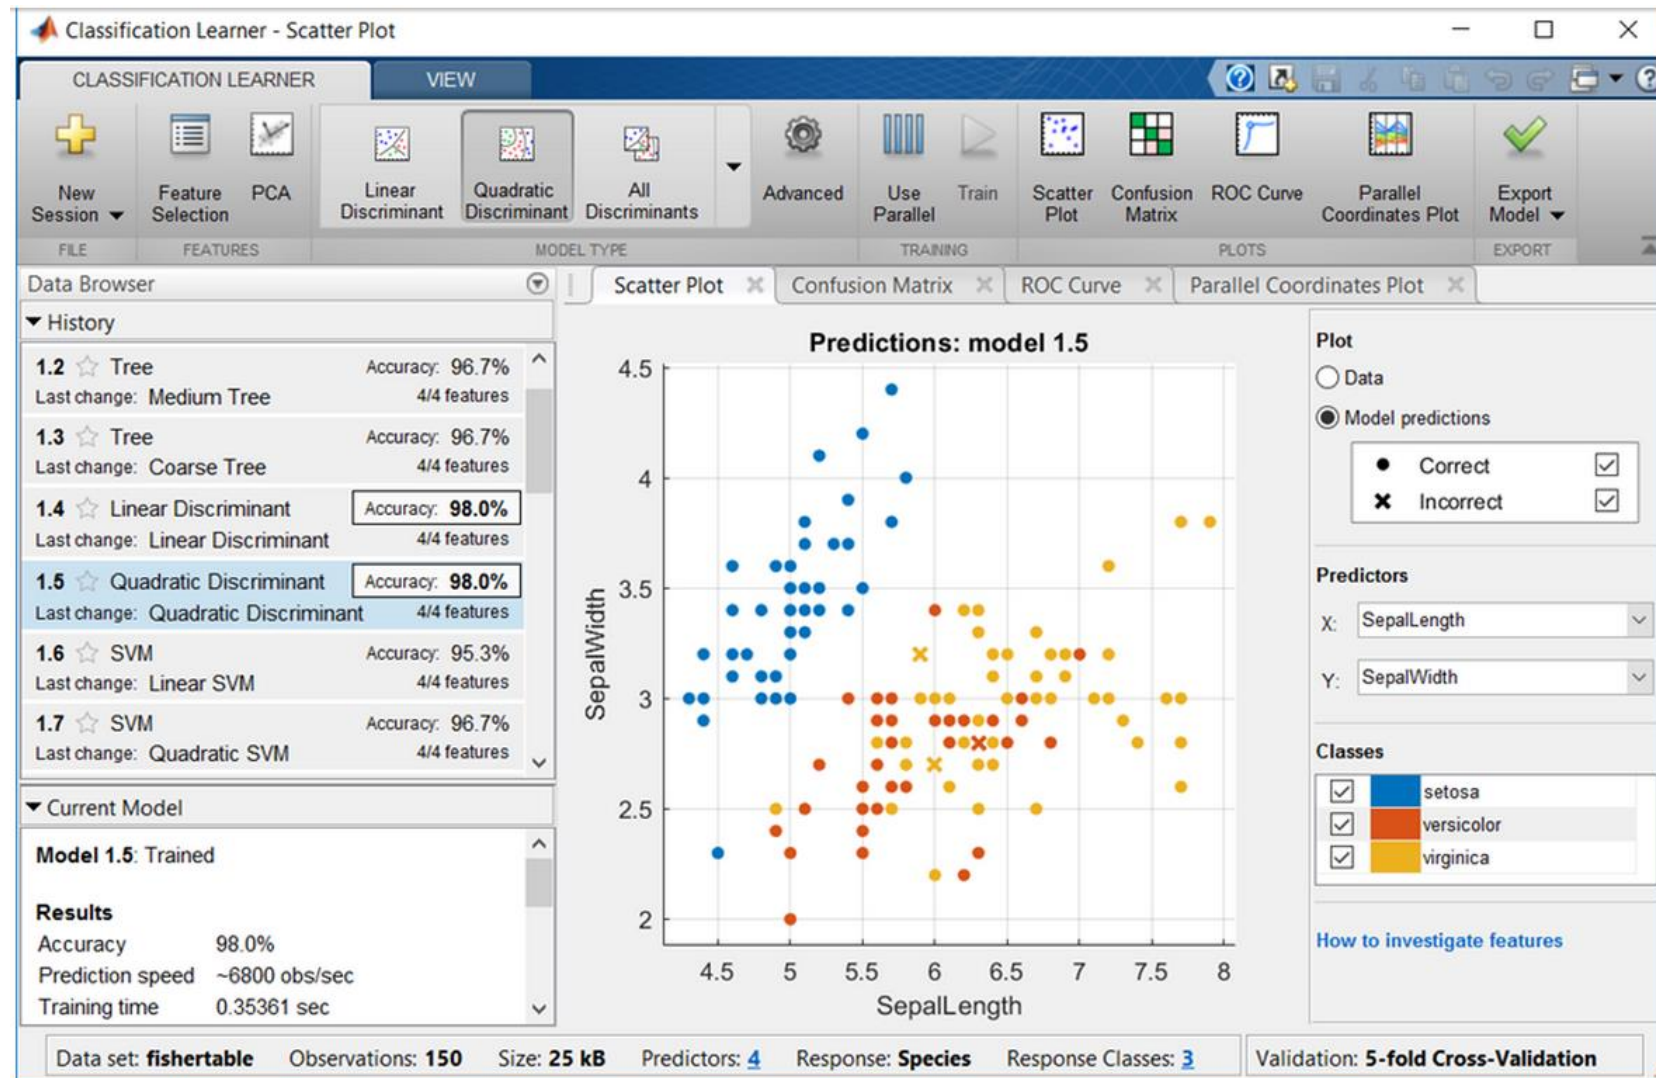 Classification Learner - Scatter Plot
CLASSIFICATION LEARNER VIEW
New Session
Feature Selection
PCA
Linear Discriminant
Quadratic Discriminant
All Discriminants
Advanced
Use Parallel
Train
Scatter Plot
Confusion Matrix
ROC Curve
Parallel Coordinates Plot
Export Model
FILE FEATURES MODEL TYPE TRAINING PLOTS EXPORT
Data Browser
History
1.2 Tree Accuracy: 96.7%
Last change: Medium Tree 4/4 features
1.3 Tree Accuracy: 96.7%
Last change: Coarse Tree 4/4 features
1.4 Linear Discriminant Accuracy: 98.0%
Last change: Linear Discriminant 4/4 features
1.5 Quadratic Discriminant Accuracy: 98.0%
Last change: Quadratic Discriminant 4/4 features
1.6 SVM Accuracy: 95.3%
Last change: Linear SVM 4/4 features
1.7 SVM Accuracy: 96.7%
Last change: Quadratic SVM 4/4 features
Current Model
Model 1.5: Trained
Results
Accuracy 98.0%
Prediction speed ~6800 obs/sec
Training time 0.35361 sec
Scatter Plot Confusion Matrix ROC Curve Parallel Coordinates Plot
Predictions: model 1.5
4.5
4
3.5
3
2.5
2
SepalWidth
4.5 5 5.5 6 6.5 7 7.5 8
SepalLength
Plot
Data
Model predictions
Correct
Incorrect
Predictors
X: SepalLength
Y: SepalWidth
Classes
setosa
versicolor
virginica
How to investigate features
Data set: fishertable Observations: 150 Size: 25 kB Predictors: 4 Response: Species Response Classes: 3 Validation: 5-fold Cross-Validation